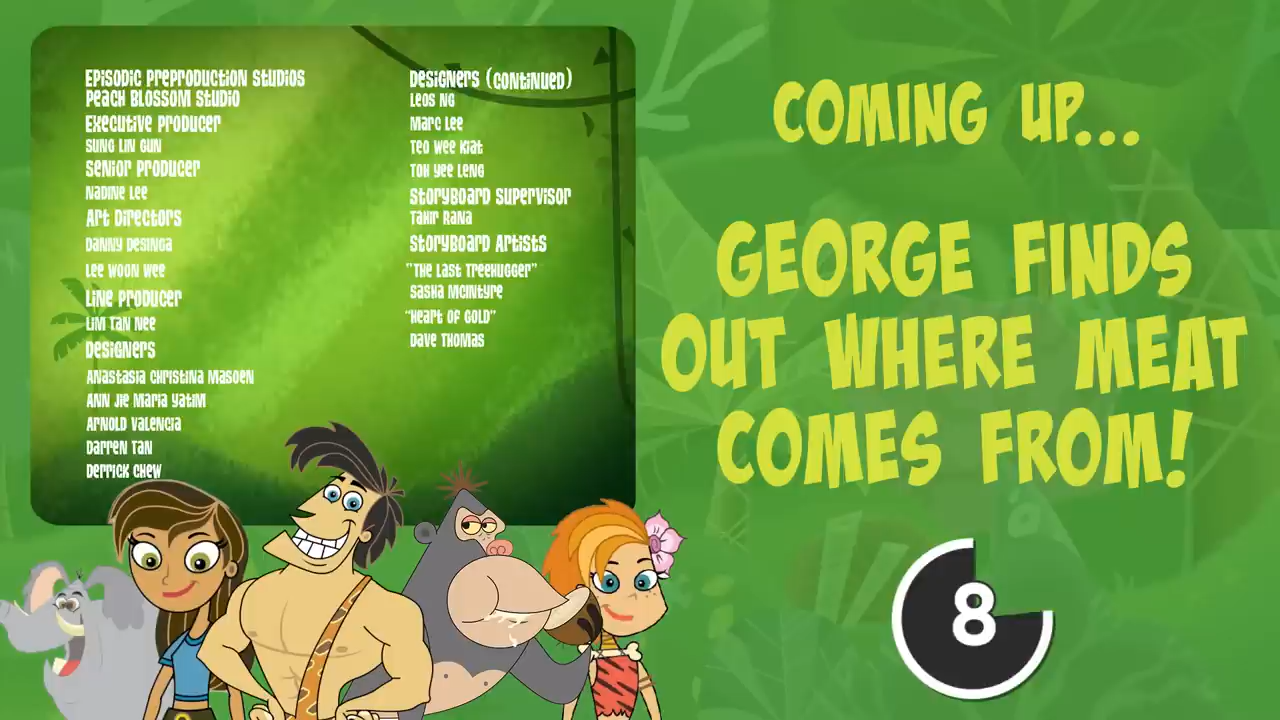 EPISODIC PREPRODUCTION STUDIOS
PEACH BLOSSOM STUDIO
EXECUTIVE PRODUCER
SUNG LIN GUN
SENIOR PRODUCER
NADINE LEE
ART DIRECTORS
DANNY DESINGA
LEE WOON WEE
LINE PRODUCER
LIM TAN NEE
DESIGNERS
ANASTASIA CHRISTINA MASOEN
ANN JIE MARIA YATIM
ARNOLD VALENCIA
DARREN TAN
DERRICK CHEW
DESIGNERS (CONTINUED)
LEOS NG
MARC LEE
TEO WEE KIAT
TOH YEE LENG
STORYBOARD SUPERVISOR
TAHIR RANA
STORYBOARD ARTISTS
"THE LAST TREEHUGGER"
SASHA MCINTYRE
"HEART OF GOLD"
DAVE THOMAS
COMING UP...
GEORGE FINDS
OUT WHERE MEAT
COMES FROM!
8